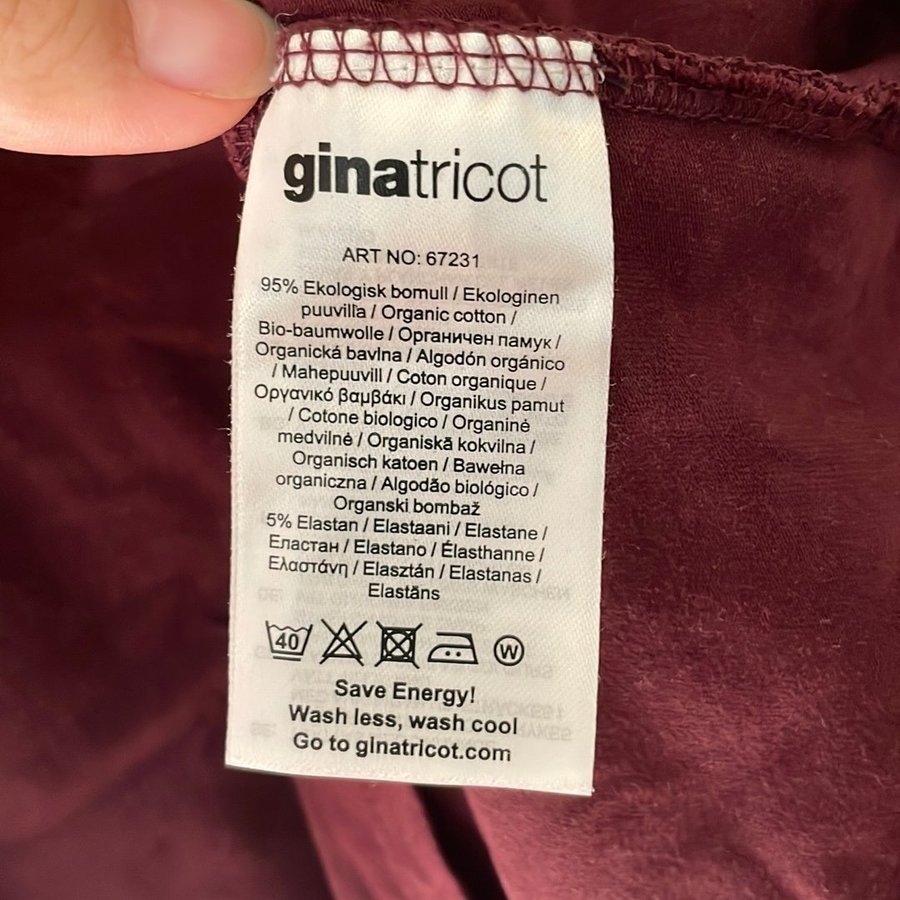 ginatricot
ART NO: 67231
95% Ekologisk bomull / Ekologinen
puuvilla / Organic cotton /
Bio-baumwolle / Органичен памук /
Organická bavlna / Algodón orgánico
/ Mahepuuvill / Coton organique /
Οργανικό βαμβάκι / Organikus pamut
/ Cotone biologico / Organinė
medvilnė / Organiskā kokvilna /
Organisch katoen / Bawełna
organiczna / Algodão biológico /
Organski bombaž
5% Elastan / Elastaani / Elastane /
Еластан / Elastano / Élasthanne /
Ελαστάνη / Elasztán / Elastanas /
Elastāns
40 W
Save Energy!
Wash less, wash cool
Go to ginatricot.com